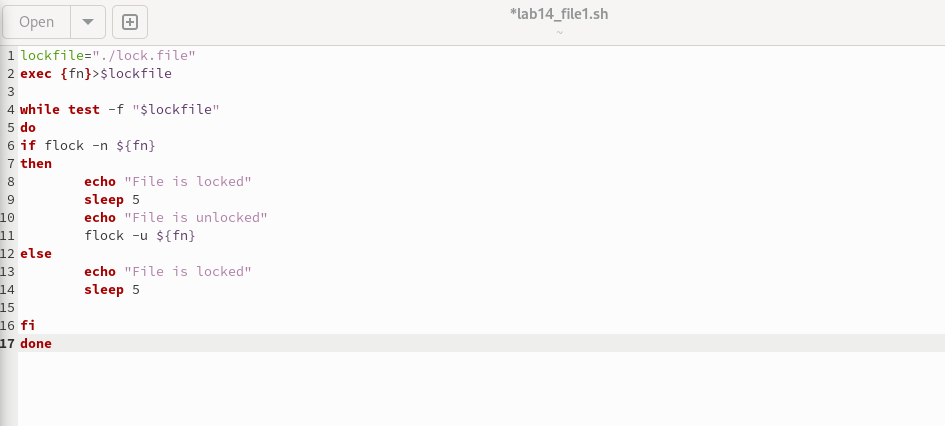 Open
*lab14_file1.sh
~
1 lockfile="./lock.file"
2 exec {fn}>$lockfile
3
4 while test -f "$lockfile"
5 do
6 if flock -n ${fn}
7 then
8         echo "File is locked"
9         sleep 5
10         echo "File is unlocked"
11         flock -u ${fn}
12 else
13         echo "File is locked"
14         sleep 5
15
16 fi
17 done